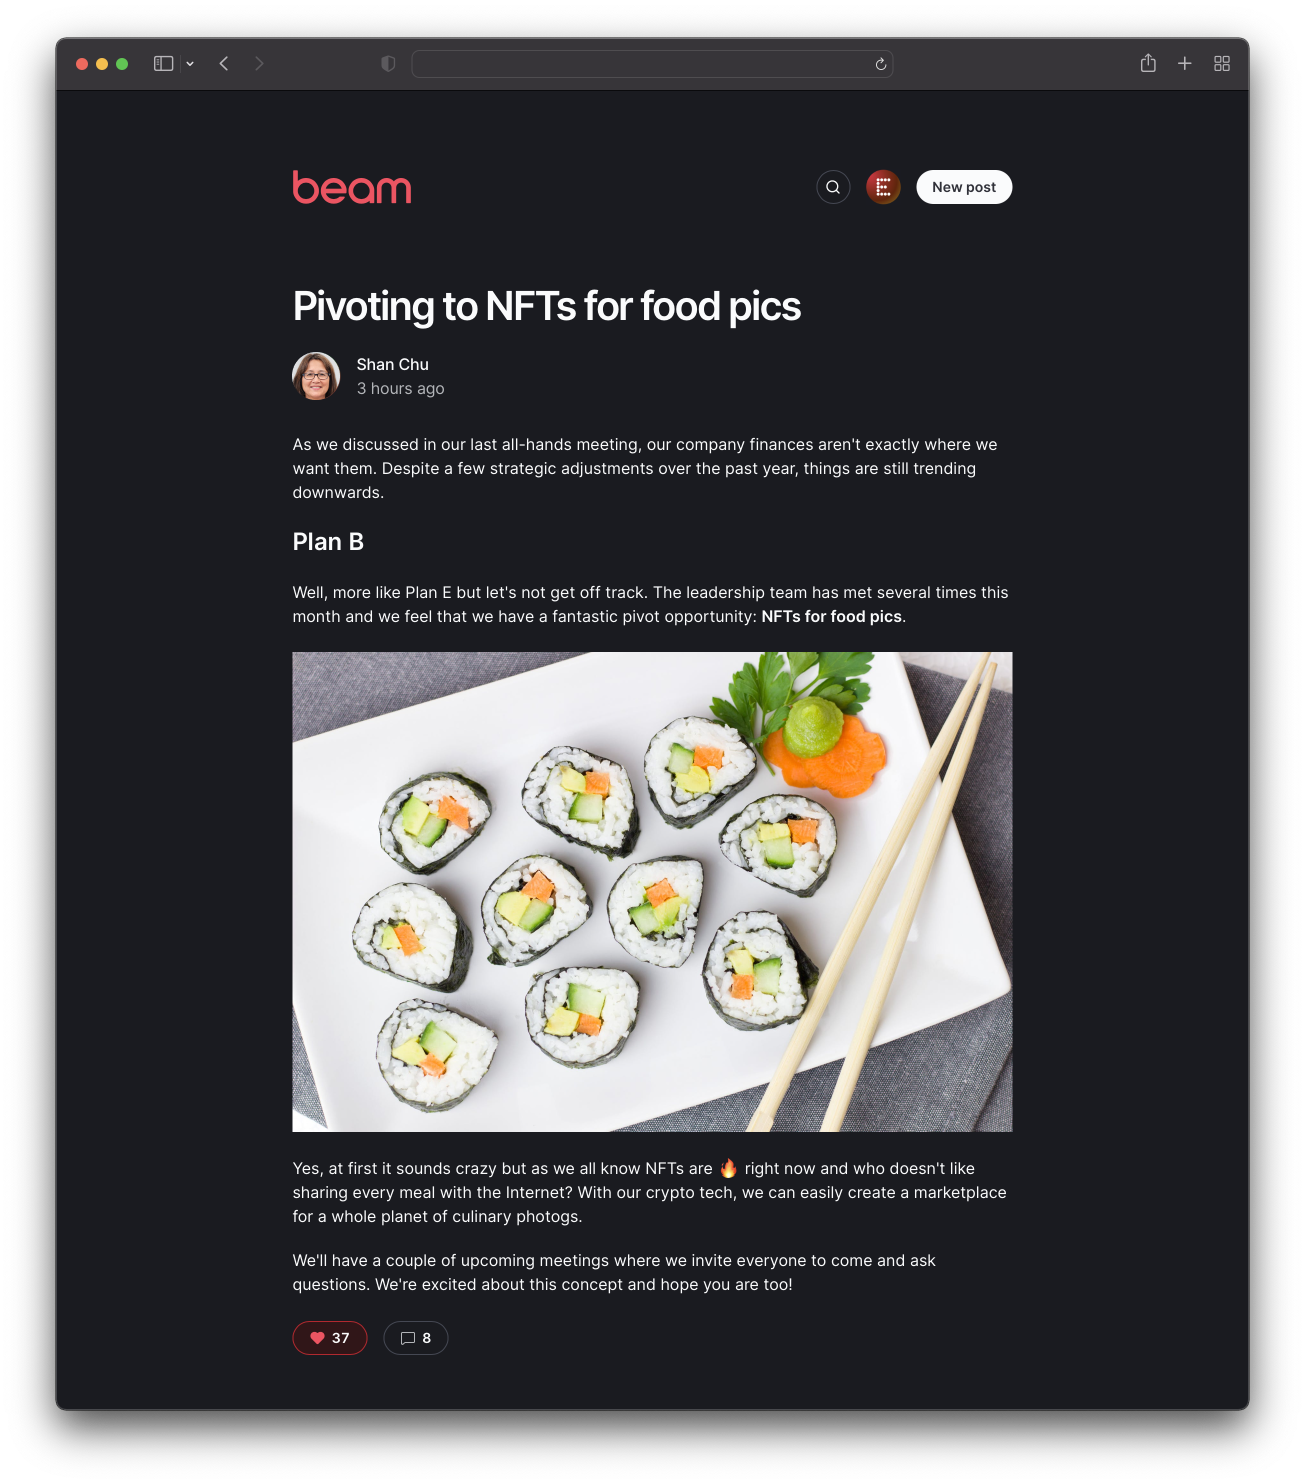 beam
New post
Pivoting to NFTs for food pics
Shan Chu
3 hours ago
As we discussed in our last all-hands meeting, our company finances aren't exactly where we
want them. Despite a few strategic adjustments over the past year, things are still trending
downwards.
Plan B
Well, more like Plan E but let's not get off track. The leadership team has met several times this
month and we feel that we have a fantastic pivot opportunity: NFTs for food pics.
Yes, at first it sounds crazy but as we all know NFTs are 🔥 right now and who doesn't like
sharing every meal with the Internet? With our crypto tech, we can easily create a marketplace
for a whole planet of culinary photogs.
We'll have a couple of upcoming meetings where we invite everyone to come and ask
questions. We're excited about this concept and hope you are too!
37
8